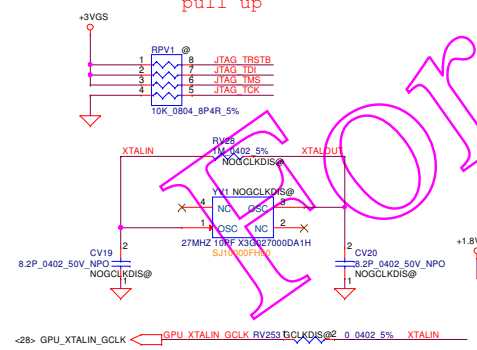 pull up
+3VGS
RPV1 @
1 8 JTAG_TRSTB
2 7 JTAG_TDI
3 6 JTAG_TMS
4 5 JTAG_TCK
10K_0804_8P4R_5%
RV28
XTALIN 1M_0402_5% XTALOUT
NOGCLKDIS@
YV1 NOGCLKDIS@
4 NC OSC 3
1 OSC NC 2
27MHZ 10PF X3G027000DA1H
SJ10000FH00
2 2
CV19 CV20
8.2P_0402_50V_NPO 8.2P_0402_50V_NPO
NOGCLKDIS@ NOGCLKDIS@
1 1
+1.8V
<28> GPU_XTALIN_GCLK GPU_XTALIN_GCLK RV253 1 GCLKDIS@ 2 0_0402_5% XTALIN
For